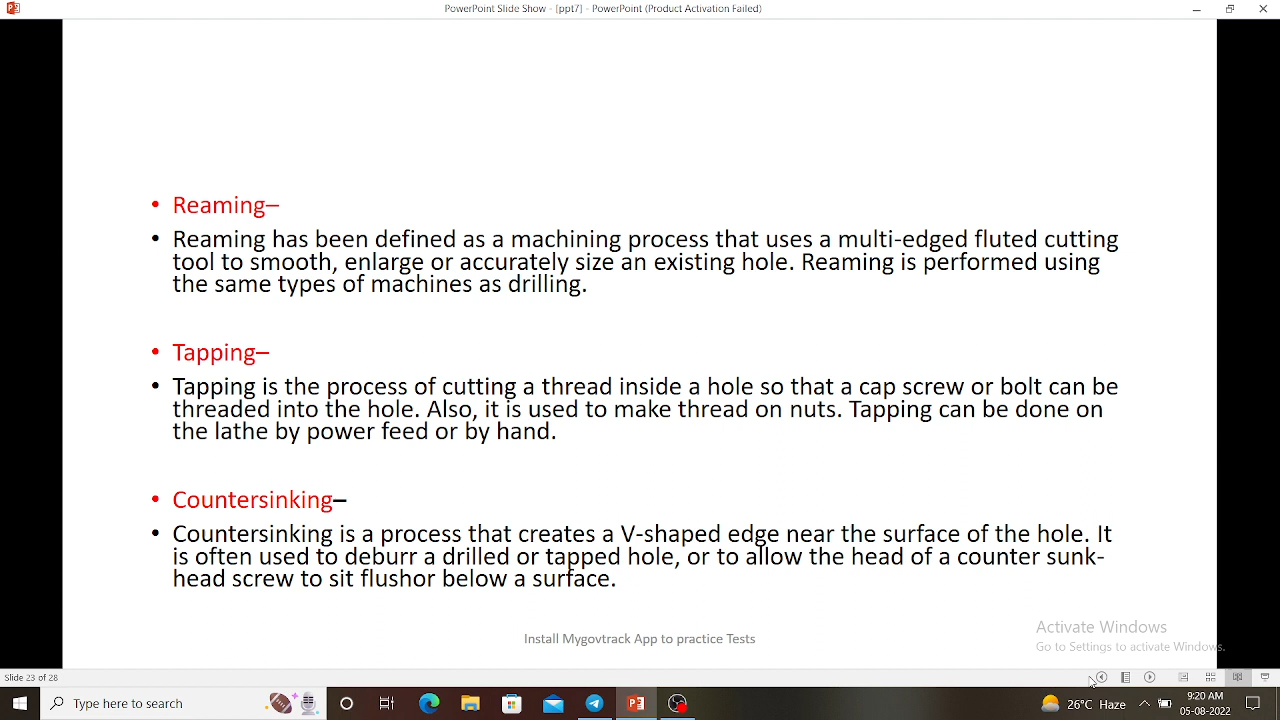 PowerPoint Slide Show - [ppt7] - PowerPoint (Product Activation Failed)
• Reaming–
• Reaming has been defined as a machining process that uses a multi-edged fluted cutting
tool to smooth, enlarge or accurately size an existing hole. Reaming is performed using
the same types of machines as drilling.
• Tapping–
• Tapping is the process of cutting a thread inside a hole so that a cap screw or bolt can be
threaded into the hole. Also, it is used to make thread on nuts. Tapping can be done on
the lathe by power feed or by hand.
• Countersinking–
• Countersinking is a process that creates a V-shaped edge near the surface of the hole. It
is often used to deburr a drilled or tapped hole, or to allow the head of a counter sunk-
head screw to sit flushor below a surface.
Install Mygovtrack App to practice Tests
Activate Windows
Go to Settings to activate Windows.
Slide 23 of 28
Type here to search
26°C Haze
9:20 AM
05-08-2022